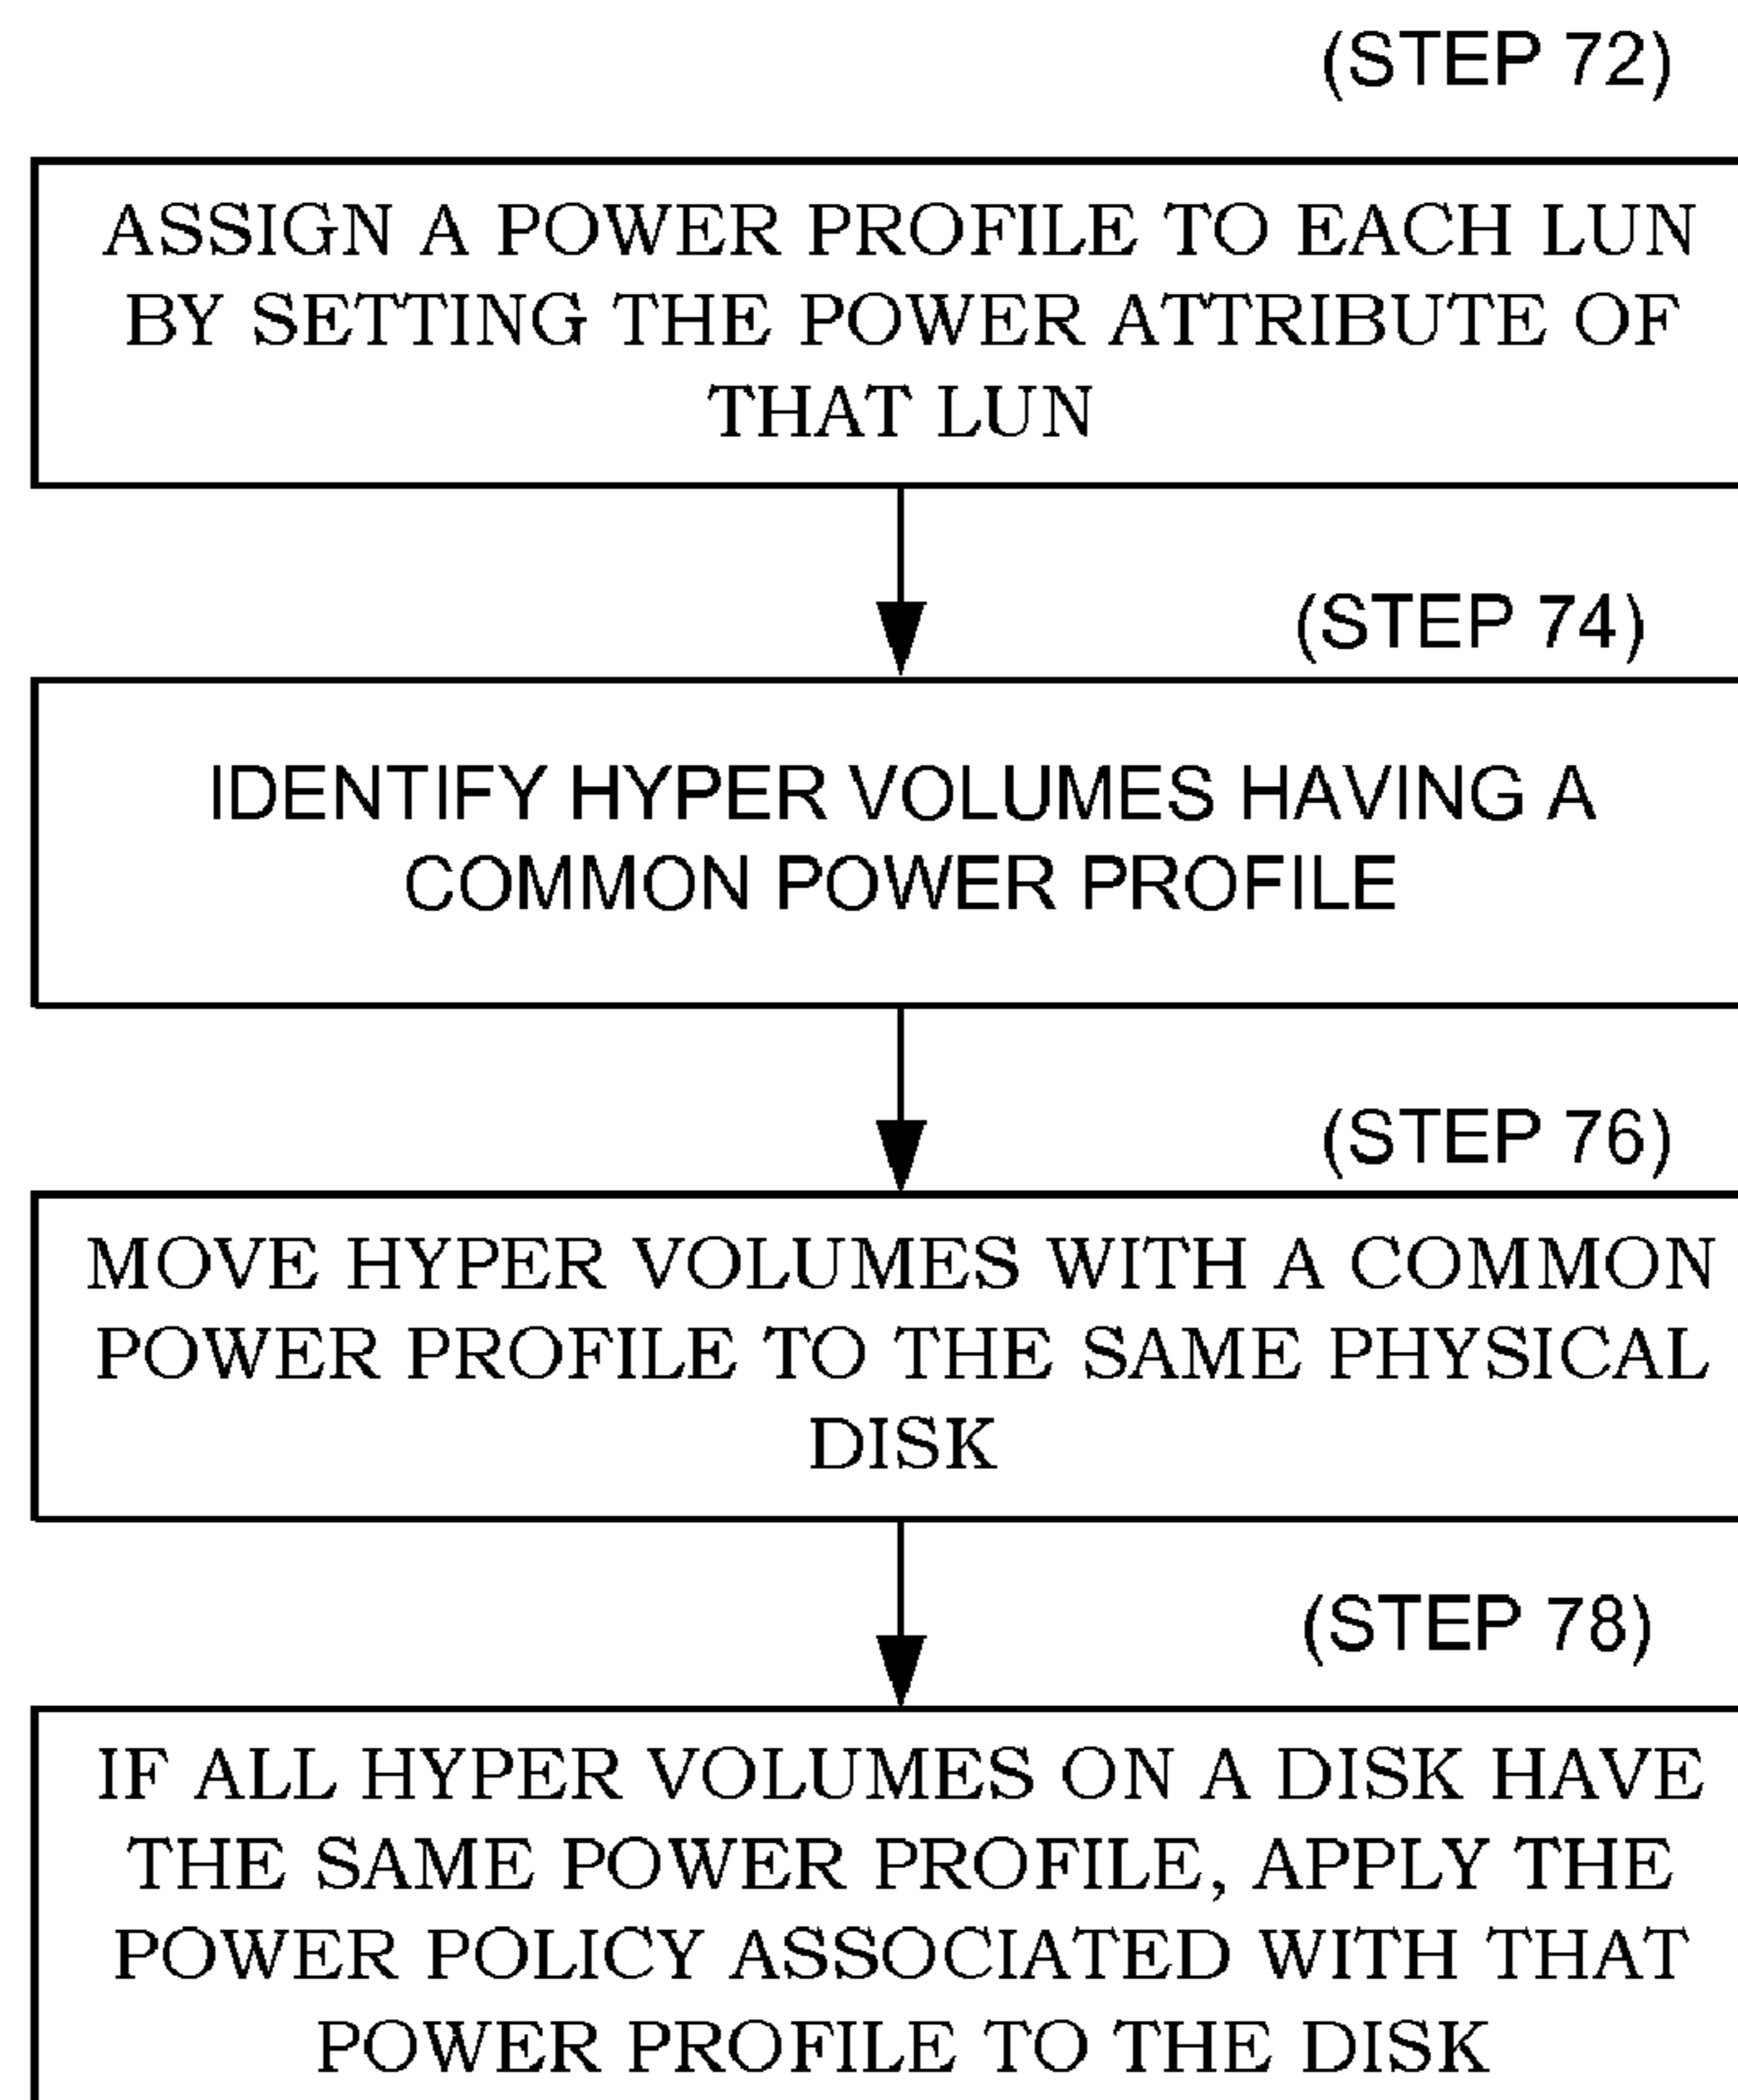 (STEP 72)
ASSIGN A POWER PROFILE TO EACH LUN
BY SETTING THE POWER ATTRIBUTE OF
THAT LUN
(STEP 74)
IDENTIFY HYPER VOLUMES HAVING A
COMMON POWER PROFILE
(STEP 76)
MOVE HYPER VOLUMES WITH A COMMON
POWER PROFILE TO THE SAME PHYSICAL
DISK
(STEP 78)
IF ALL HYPER VOLUMES ON A DISK HAVE
THE SAME POWER PROFILE, APPLY THE
POWER POLICY ASSOCIATED WITH THAT
POWER PROFILE TO THE DISK